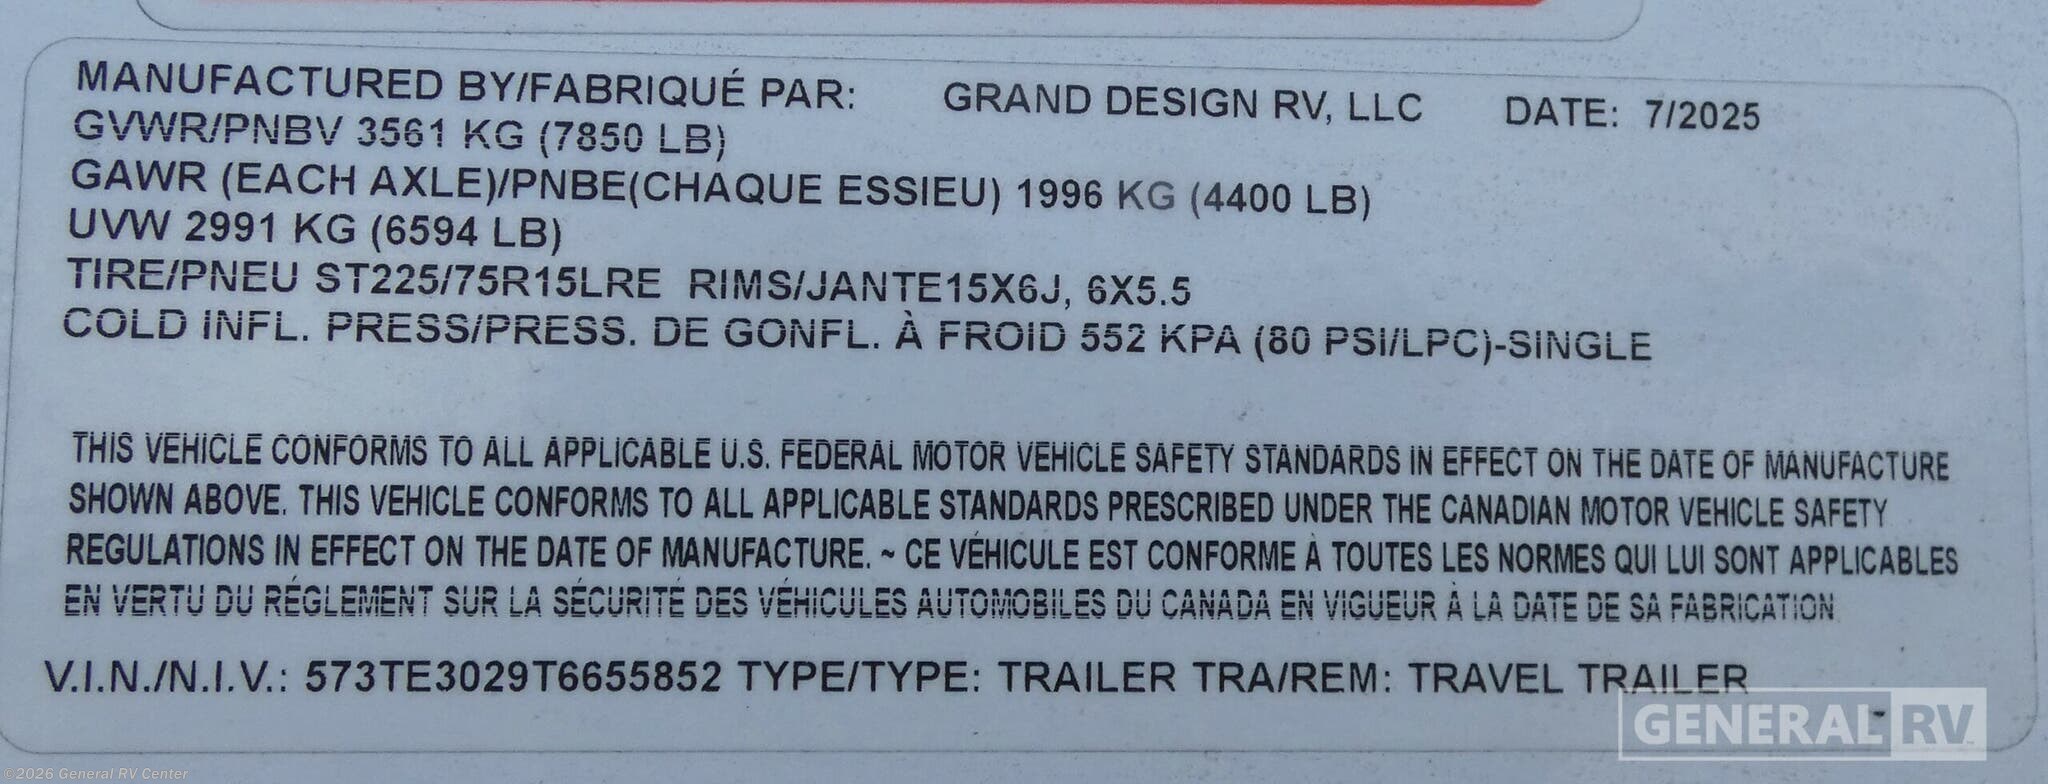 MANUFACTURED BY/FABRIQUÉ PAR: GRAND DESIGN RV, LLC DATE: 7/2025
GVWR/PNBV 3561 KG (7850 LB)
GAWR (EACH AXLE)/PNBE(CHAQUE ESSIEU) 1996 KG (4400 LB)
UVW 2991 KG (6594 LB)
TIRE/PNEU ST225/75R15LRE RIMS/JANTE15X6J, 6X5.5
COLD INFL. PRESS/PRESS. DE GONFL. À FROID 552 KPA (80 PSI/LPC)-SINGLE
THIS VEHICLE CONFORMS TO ALL APPLICABLE U.S. FEDERAL MOTOR VEHICLE SAFETY STANDARDS IN EFFECT ON THE DATE OF MANUFACTURE
SHOWN ABOVE. THIS VEHICLE CONFORMS TO ALL APPLICABLE STANDARDS PRESCRIBED UNDER THE CANADIAN MOTOR VEHICLE SAFETY
REGULATIONS IN EFFECT ON THE DATE OF MANUFACTURE. ~ CE VÉHICULE EST CONFORME À TOUTES LES NORMES QUI LUI SONT APPLICABLES
EN VERTU DU RÉGLEMENT SUR LA SÉCURITÉ DES VÉHICULES AUTOMOBILES DU CANADA EN VIGUEUR À LA DATE DE SA FABRICATION
V.I.N./N.I.V.: 573TE3029T6655852 TYPE/TYPE: TRAILER TRA/REM: TRAVEL TRAILER
GENERAL RV
©2026 General RV Center